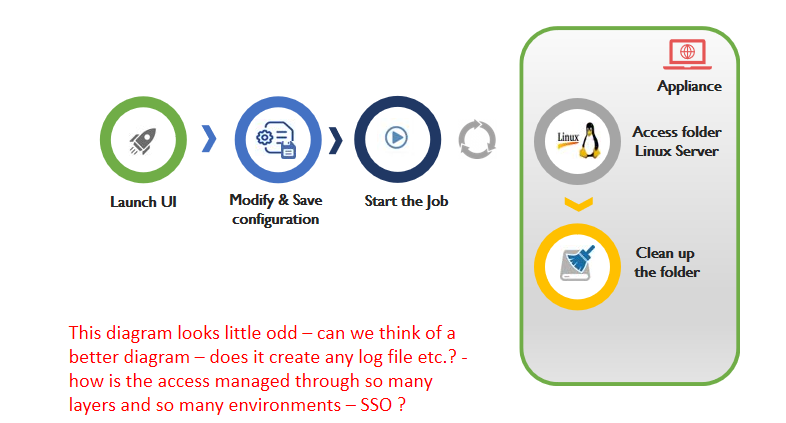 Appliance
Linux
Access folder
Linux Server
Launch UI
Modify & Save
configuration
Start the Job
Clean up
the folder
This diagram looks little odd – can we think of a
better diagram – does it create any log file etc.? -
how is the access managed through so many
layers and so many environments – SSO ?